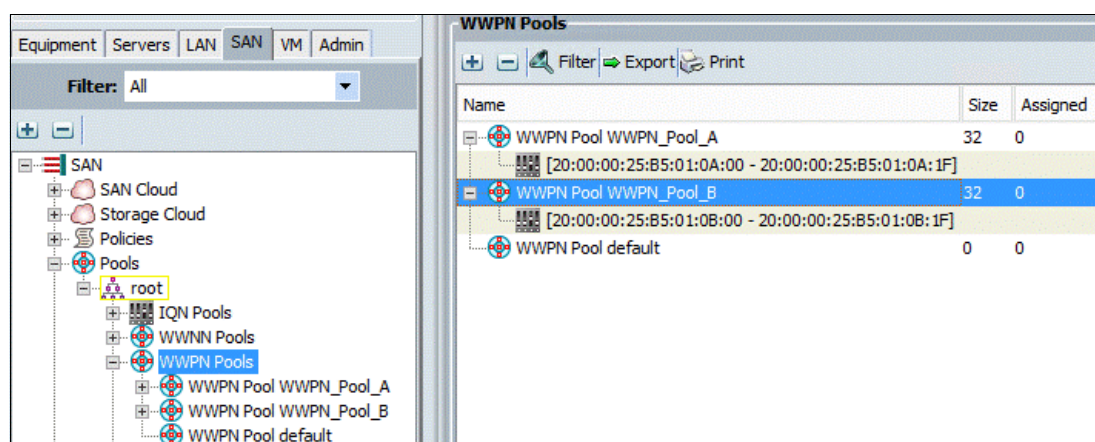 Equipment Servers LAN SAN VM Admin
Filter: All
SAN
SAN Cloud
Storage Cloud
Policies
Pools
root
IQN Pools
WWNN Pools
WWPN Pools
WWPN Pool WWPN_Pool_A
WWPN Pool WWPN_Pool_B
WWPN Pool default
WWPN Pools
Filter Export Print
Name Size Assigned
WWPN Pool WWPN_Pool_A 32 0
[20:00:00:25:B5:01:0A:00 - 20:00:00:25:B5:01:0A:1F]
WWPN Pool WWPN_Pool_B 32 0
[20:00:00:25:B5:01:0B:00 - 20:00:00:25:B5:01:0B:1F]
WWPN Pool default 0 0